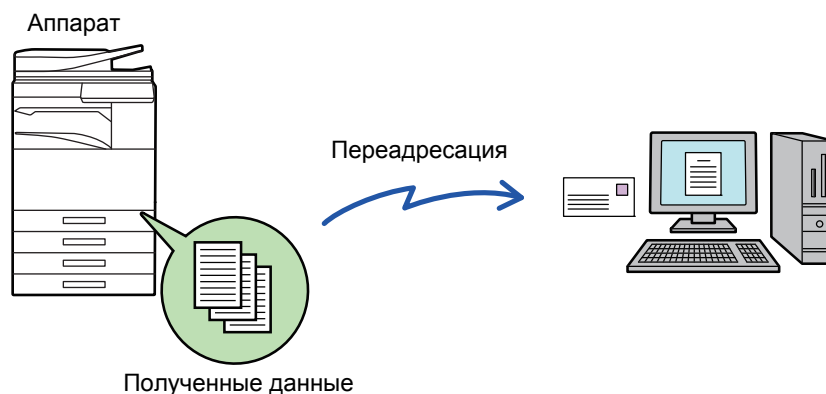 Аппарат
Переадресация
Полученные данные